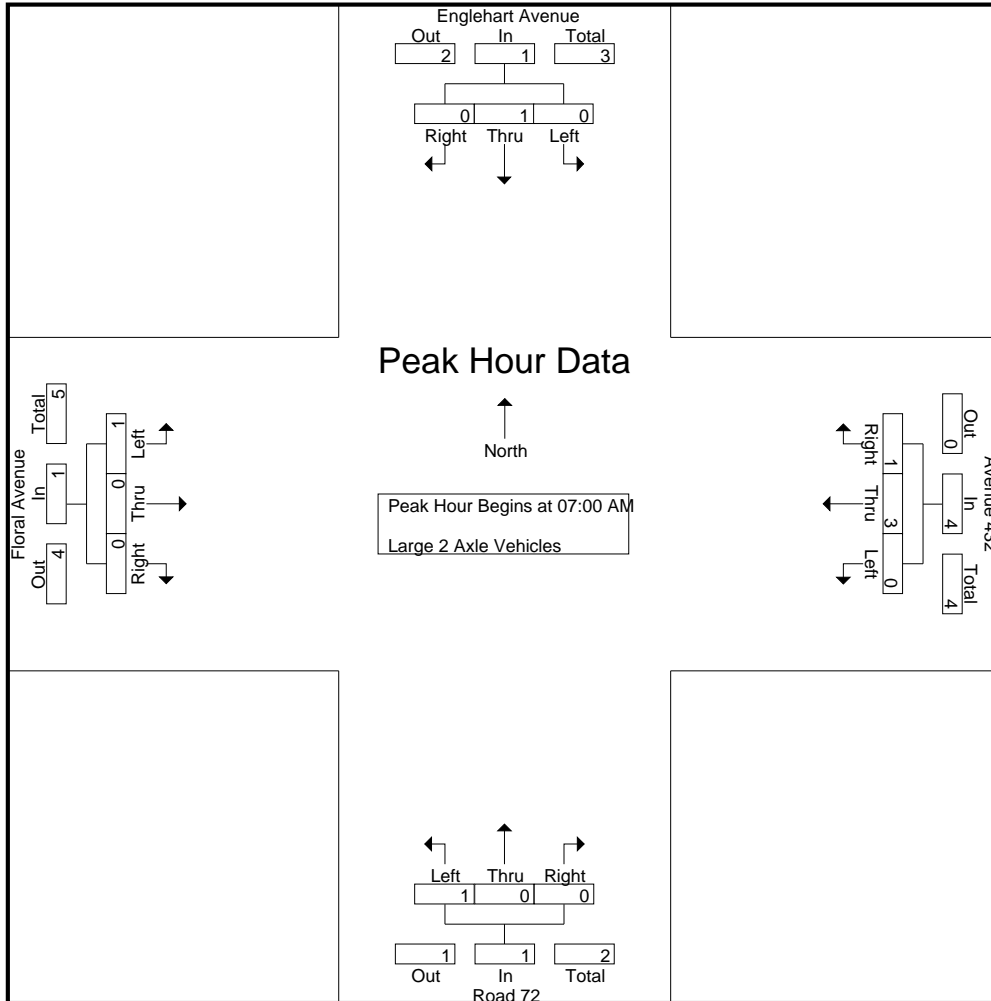 Englehart Avenue
Out In Total
2 1 3
0 1 0
Right Thru Left
Peak Hour Data
North
Peak Hour Begins at 07:00 AM
Large 2 Axle Vehicles
Floral Avenue
Out In Total
4 1 5
Left Thru Right
1 0 0
Avenue 432
Out In Total
0 4 4
Right Thru Left
1 3 0
Left Thru Right
1 0 0
1 1 2
Out In Total
Road 72